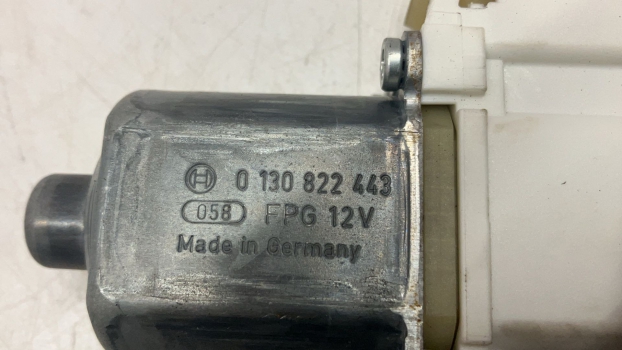 0 130 822 443
058 FPG 12V
Made in Germany